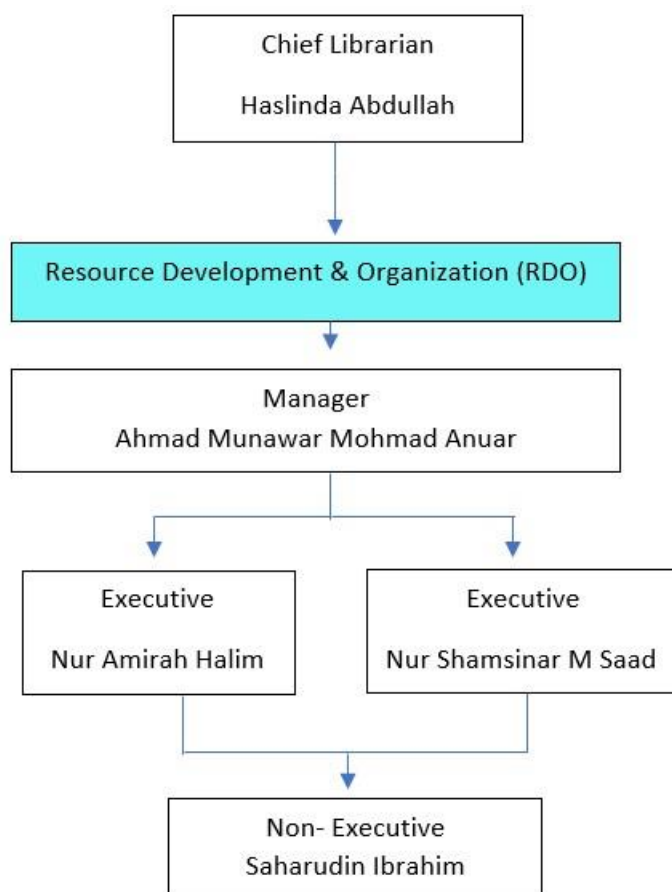 Chief Librarian
Haslinda Abdullah
Resource Development & Organization (RDO)
Manager
Ahmad Munawar Mohmad Anuar
Executive
Nur Amirah Halim
Executive
Nur Shamsinar M Saad
Non- Executive
Saharudin Ibrahim